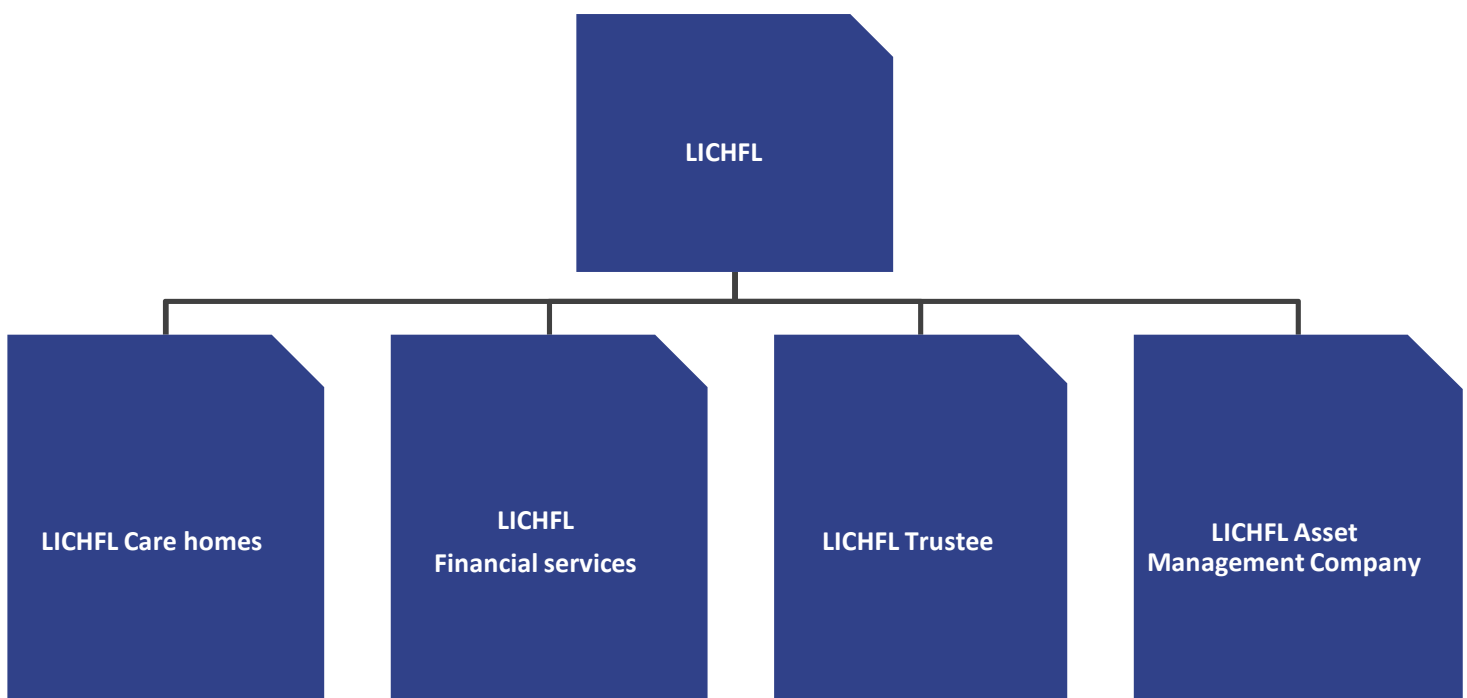 LICHFL
LICHFL Care homes
LICHFL
Financial services
LICHFL Trustee
LICHFL Asset
Management Company